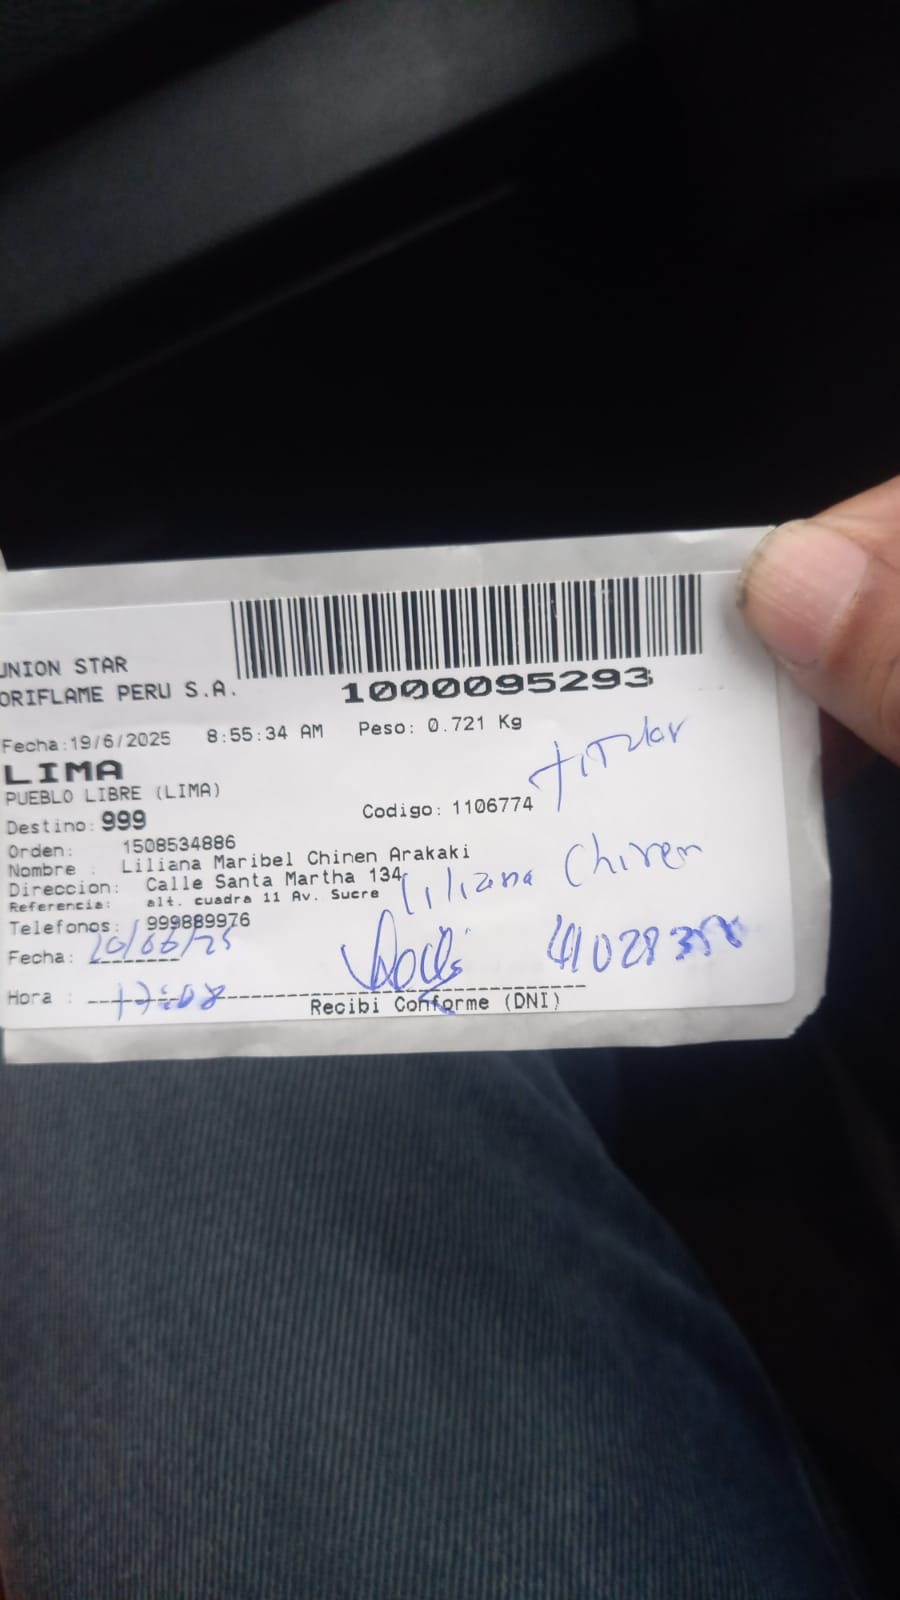 UNION STAR
ORIFLAME PERU S.A.
1000095293
Fecha:19/6/2025 8:55:34 AM Peso: 0.721 Kg
LIMA
titular
PUEBLO LIBRE (LIMA)
Destino: 999 Codigo: 1106774
Orden: 1508534886
Nombre : Liliana Maribel Chinen Arakaki
Direccion: Calle Santa Martha 134
Referencia: alt. cuadra 11 Av. Sucre
Liliana Chinen
Telefonos: 999889976
Fecha: 20/06/25
Hora : 17:08
Recibi Conforme (DNI)